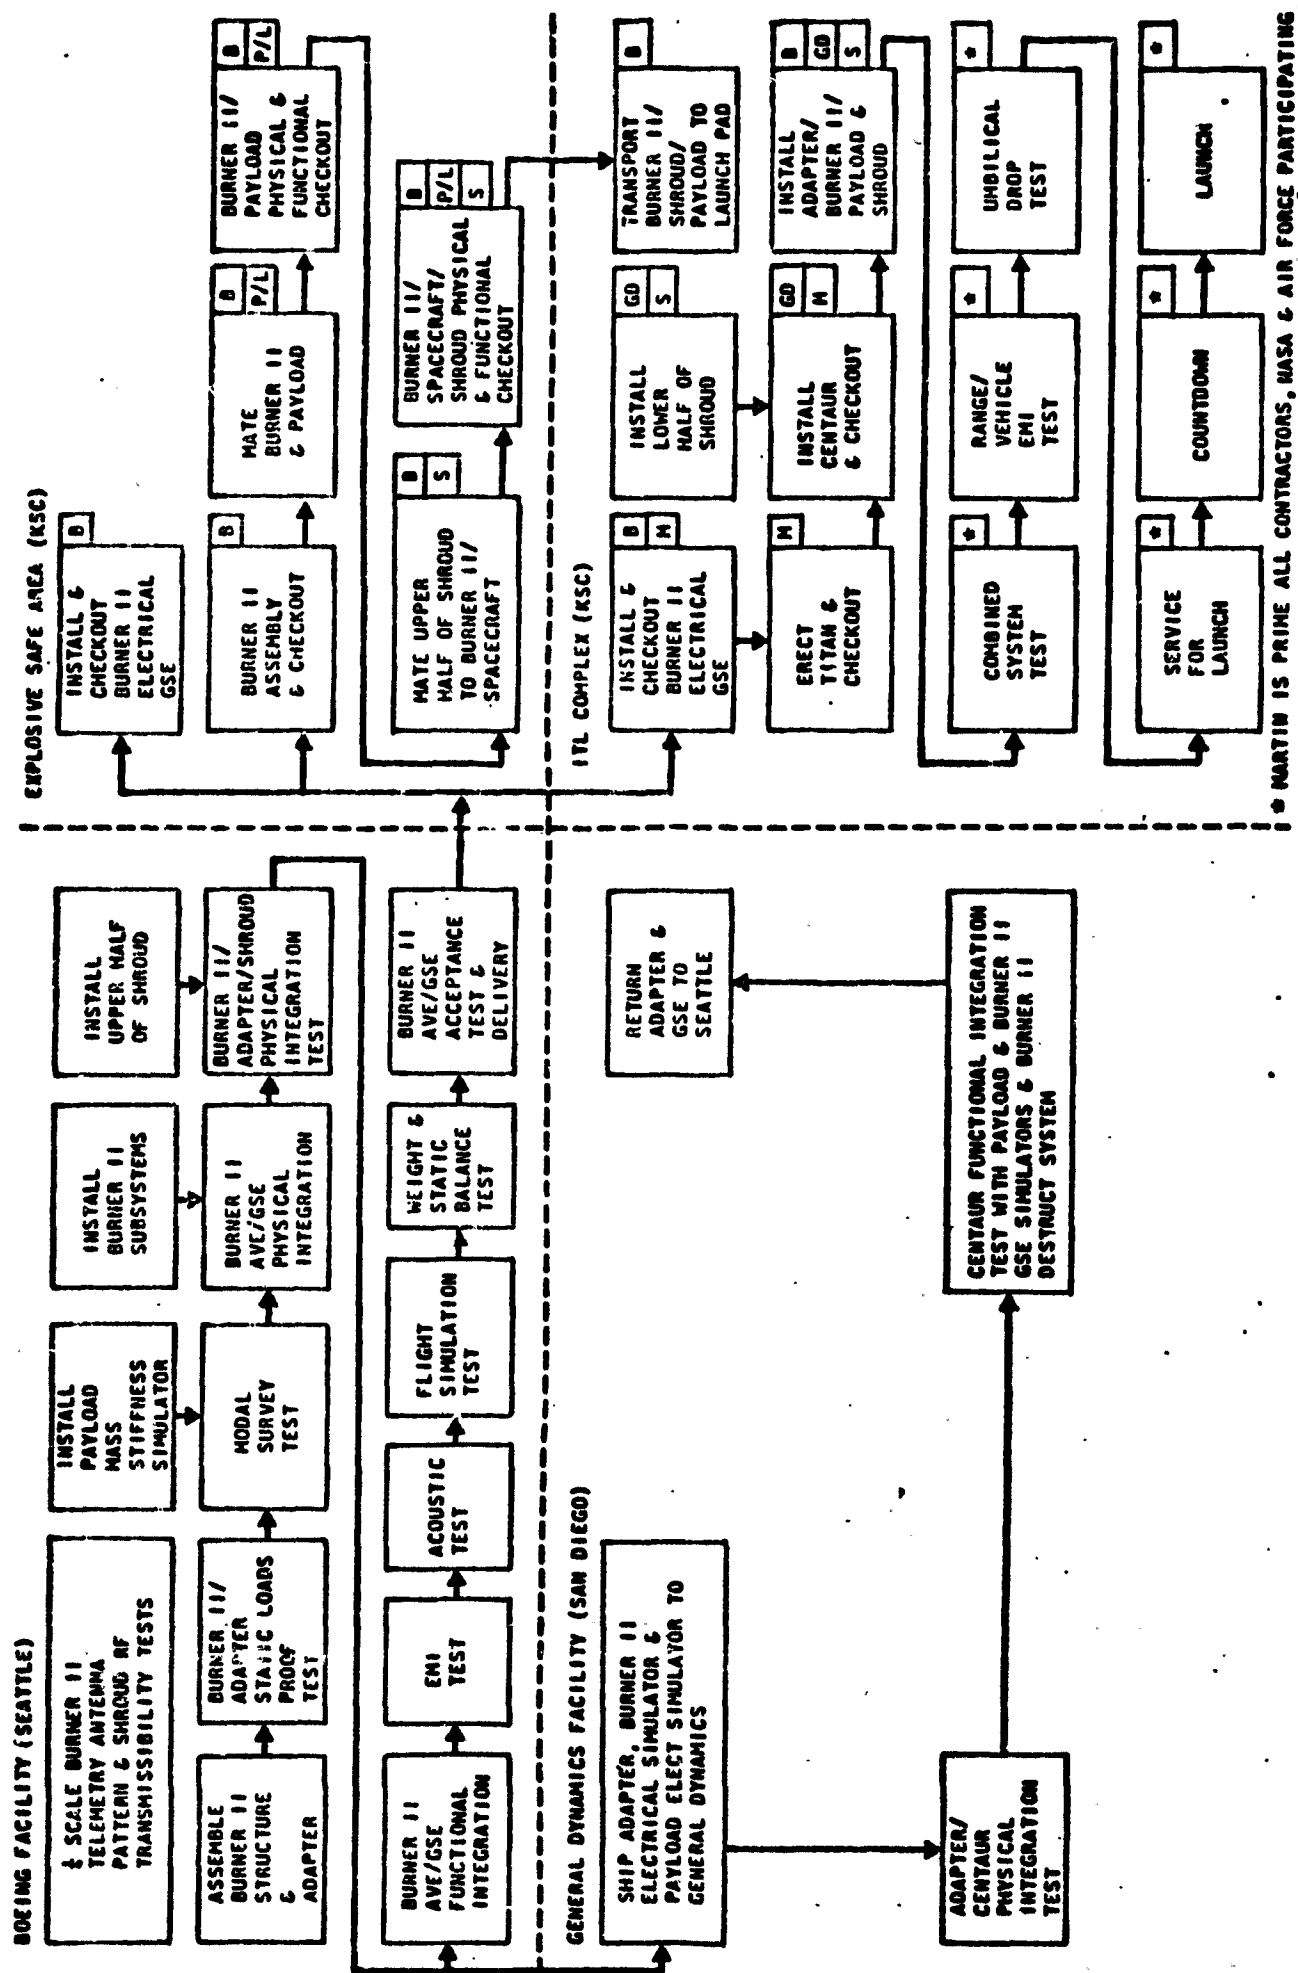 BOEING FACILITY (SEATTLE)
SCALE BURNER II
TELEMETRY ANTENNA
PATTERN & SHROUD RF
TRANSMISSIBILITY TESTS
INSTALL
PAYLOAD
MASS
STIFFNESS
SIMULATOR
INSTALL
BURNER II
SUBSYSTEMS
INSTALL
UPPER HALF
OF SHROUD
ASSEMBLE
BURNER II
STRUCTURE
&
ADAPTER
BURNER II/
ADAPTER
STATIC LOADS
PROOF
TEST
MODAL
SURVEY
TEST
BURNER II
AVE/GSE
PHYSICAL
INTEGRATION
BURNER II/
ADAPTER/SHROUD
PHYSICAL
INTEGRATION
TEST
BURNER II
AVE/GSE
FUNCTIONAL
INTEGRATION
EMI
TEST
ACOUSTIC
TEST
FLIGHT
SIMULATION
TEST
WEIGHT &
STATIC
BALANCE
TEST
BURNER II
AVE/GSE
ACCEPTANCE
TEST &
DELIVERY
GENERAL DYNAMICS FACILITY (SAN DIEGO)
SHIP ADAPTER, BURNER II
ELECTRICAL SIMULATOR &
PAYLOAD ELECT SIMULATOR TO
GENERAL DYNAMICS
RETURN
ADAPTER &
GSE TO
SEATTLE
ADAPTER/
CENTAUR
PHYSICAL
INTEGRATION
TEST
CENTAUR FUNCTIONAL INTEGRATION
TEST WITH PAYLOAD & BURNER II
GSE SIMULATORS & BURNER II
DESTRUCT SYSTEM
EXPLOSIVE SAFE AREA (KSC)
INSTALL &
CHECKOUT
BURNER II
ELECTRICAL
GSE
B
BURNER II
ASSEMBLY
& CHECKOUT
B
MATE
BURNER II
& PAYLOAD
B
P/L
BURNER II/
PAYLOAD
PHYSICAL &
FUNCTIONAL
CHECKOUT
B
P/L
MATE UPPER
HALF OF SHROUD
TO BURNER II/
SPACECRAFT
B
S
BURNER II/
SPACECRAFT/
SHROUD PHYSICAL
& FUNCTIONAL
CHECKOUT
B
P/L
S
ITL COMPLEX (KSC)
INSTALL &
CHECKOUT
BURNER II
ELECTRICAL
GSE
B
M
INSTALL
LOWER
HALF OF
SHROUD
GD
S
TRANSPORT
BURNER II/
SHROUD/
PAYLOAD TO
LAUNCH PAD
B
ERECT
TITAN &
CHECKOUT
M
INSTALL
CENTAUR
& CHECKOUT
GD
M
INSTALL
ADAPTER/
BURNER II/
PAYLOAD &
SHROUD
B
GD
S
COMBINED
SYSTEM
TEST
*
RANGE/
VEHICLE
EMI
TEST
*
UMBILICAL
DROP
TEST
*
SERVICE
FOR
LAUNCH
*
COUNTDOWN
*
LAUNCH
*
* MARTIN IS PRIME ALL CONTRACTORS, NASA & AIR FORCE PARTICIPATING